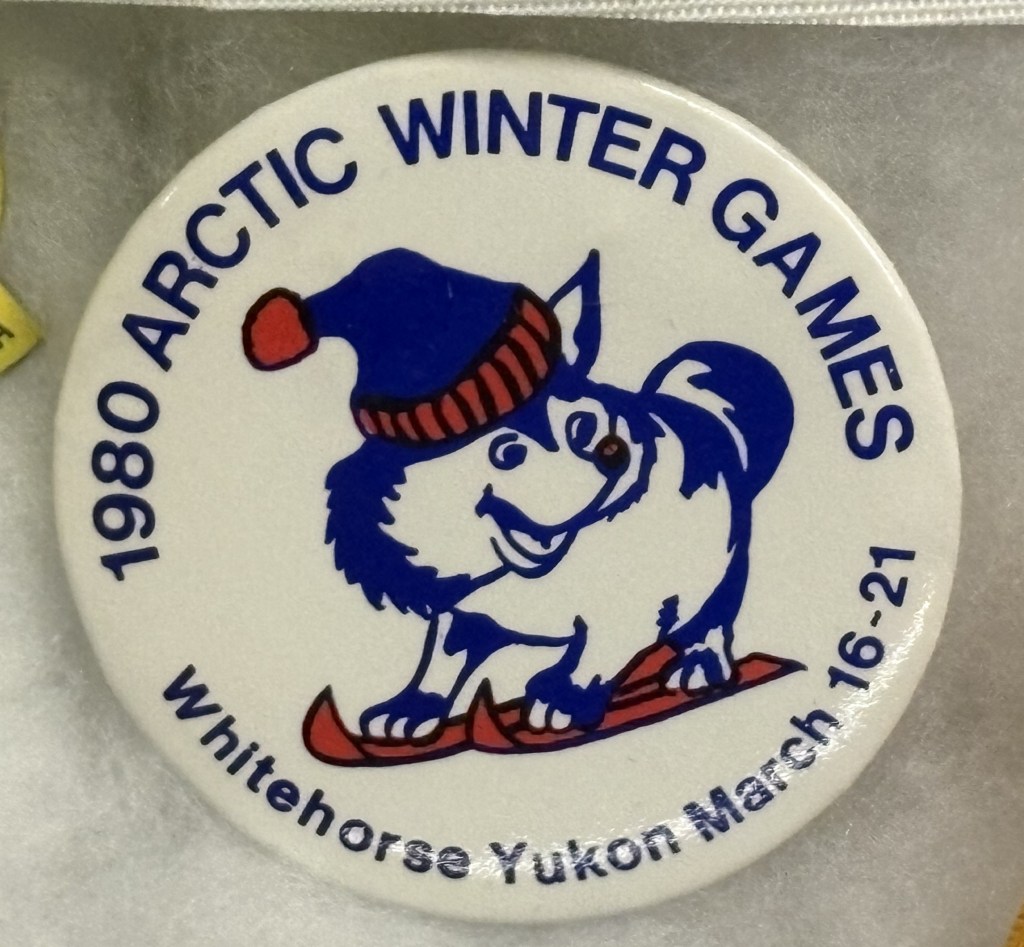 1980 ARCTIC WINTER GAMES
Whitehorse Yukon March 16-21